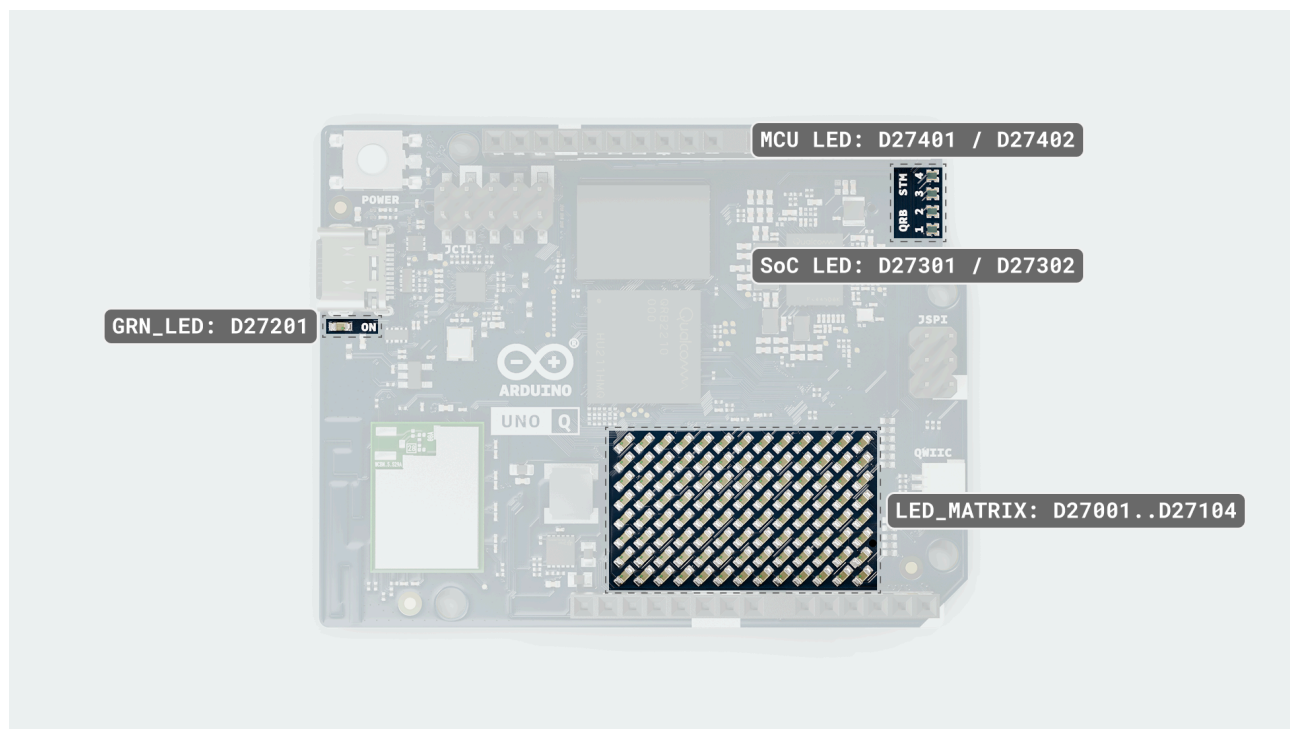 MCU LED: D27401 / D27402
POWER
STM
4
3
QRB
2
1
JCTL
SoC LED: D27301 / D27302
GRN_LED: D27201
ON
JSPI
Qualcomm
®
ARDUINO
UNO Q
QWIIC
LED_MATRIX: D27001..D27104